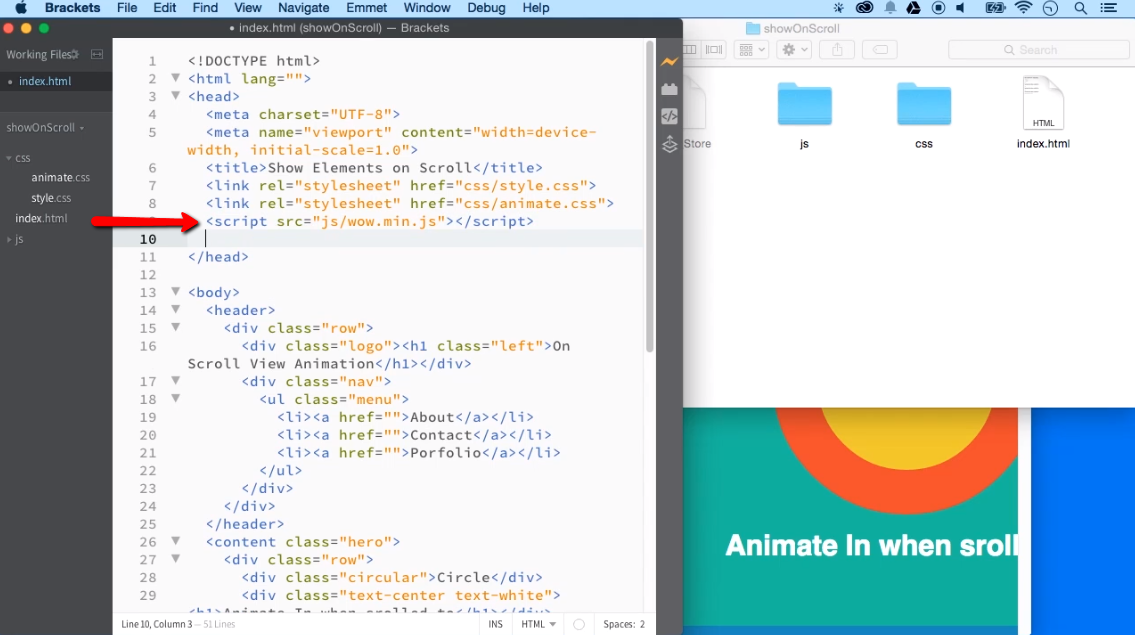 Brackets File Edit Find View Navigate Emmet Window Debug Help
• index.html (showOnScroll) — Brackets
showOnScroll
Working Files
• index.html
showOnScroll
css
animate.css
style.css
index.html
js
Search
Store
js
css
index.html
HTML
1 <!DOCTYPE html>
2 <html lang="">
3 <head>
4 <meta charset="UTF-8">
5 <meta name="viewport" content="width=device-
width, initial-scale=1.0">
6 <title>Show Elements on Scroll</title>
7 <link rel="stylesheet" href="css/style.css">
8 <link rel="stylesheet" href="css/animate.css">
<script src="js/wow.min.js"></script>
10
11 </head>
12
13 <body>
14 <header>
15 <div class="row">
16 <div class="logo"><h1 class="left">On
Scroll View Animation</h1></div>
17 <div class="nav">
18 <ul class="menu">
19 <li><a href="">About</a></li>
20 <li><a href="">Contact</a></li>
21 <li><a href="">Porfolio</a></li>
22 </ul>
23 </div>
24 </div>
25 </header>
26 <content class="hero">
27 <div class="row">
28 <div class="circular">Circle</div>
29 <div class="text-center text-white">
<h1>Animate In when srolled to</h1></div>
Line 10, Column 3 — 51 Lines
INS HTML Spaces: 2
Animate In when sroll